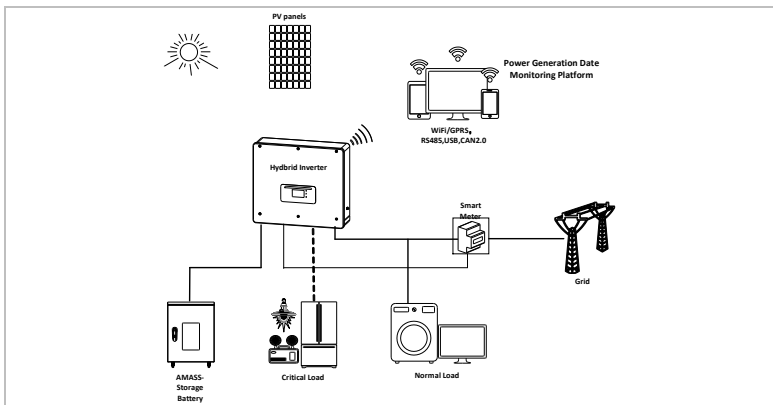 PV panels
Power Generation Date
Monitoring Platform
WiFi/GPRS,
RS485,USB,CAN2.0
Hydbrid Inverter
Smart
Meter
Grid
AMASS-
Storage
Battery
Critical Load
Normal Load